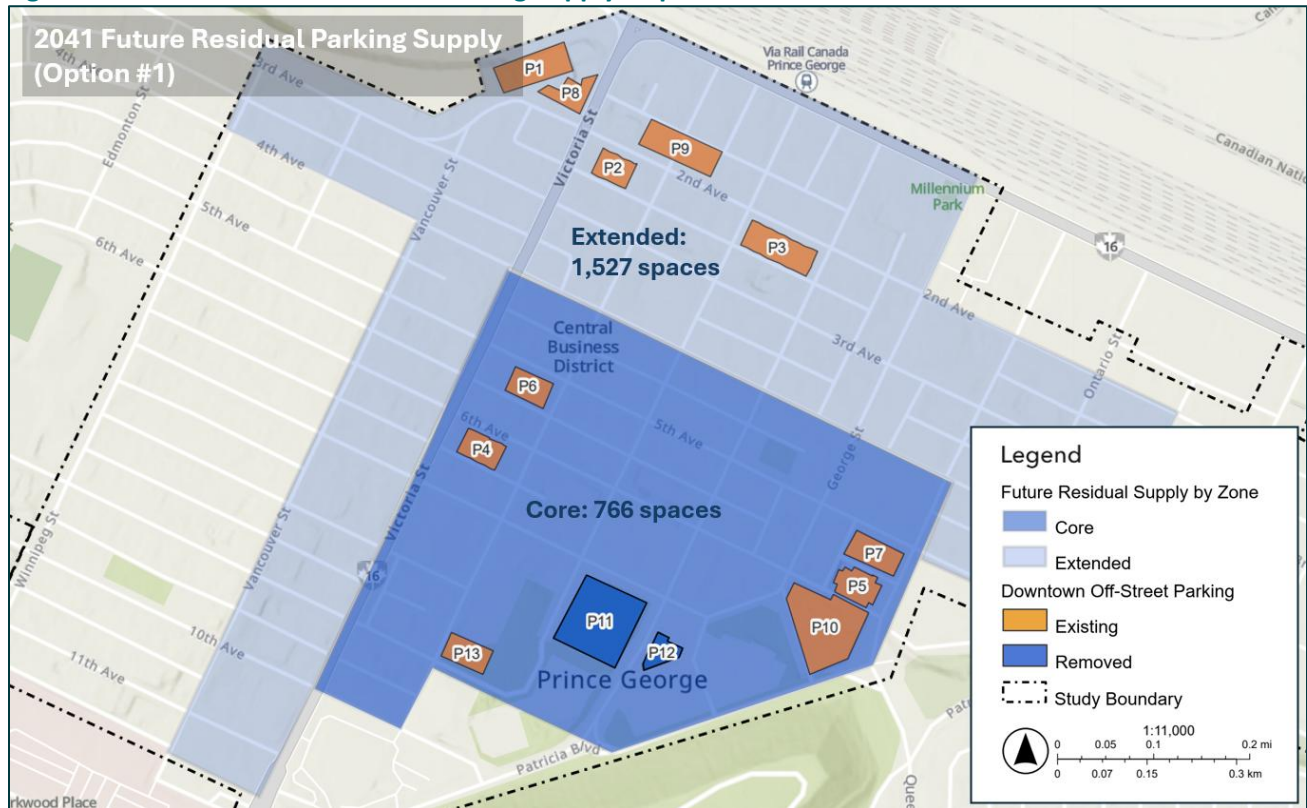 2041 Future Residual Parking Supply
(Option #1)
4th Ave
3rd Ave
P1
P8
Via Rail Canada
Prince George
Edmonton St
4th Ave
Victoria St
P9
P2
2nd Ave
Canadian Nati
5th Ave
Vancouver St
Millennium
Park
6th Ave
Extended:
1,527 spaces
P3
16
2nd Ave
Central
Business
District
3rd Ave
Ontario St
P6
6th Ave
5th Ave
P4
George St
Victoria St
Core: 766 spaces
Winnipeg St
Vancouver St
16
P7
P5
P11
P10
10th Ave
P13
P12
11th Ave
Prince George
Patricia Blvd
Patri
Que
rkwood Place
Legend
Future Residual Supply by Zone
Core
Extended
Downtown Off-Street Parking
Existing
Removed
Study Boundary
1:11,000
0 0.05 0.1 0.2 mi
0 0.07 0.15 0.3 km